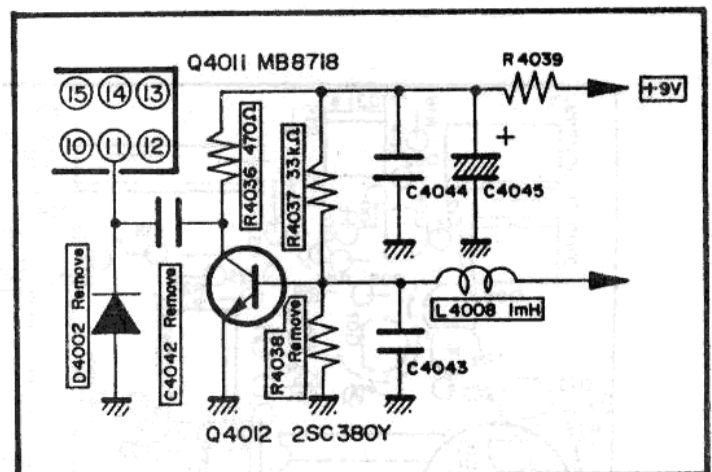 Q4011 MB8718
R4039
+9V
15 14 13
10 11 12
R4036 470Ω
R4037 33kΩ
+
C4044
C4045
D4002 Remove
C4042 Remove
R4038 Remove
L4008 1mH
C4043
Q4012 2SC380Y